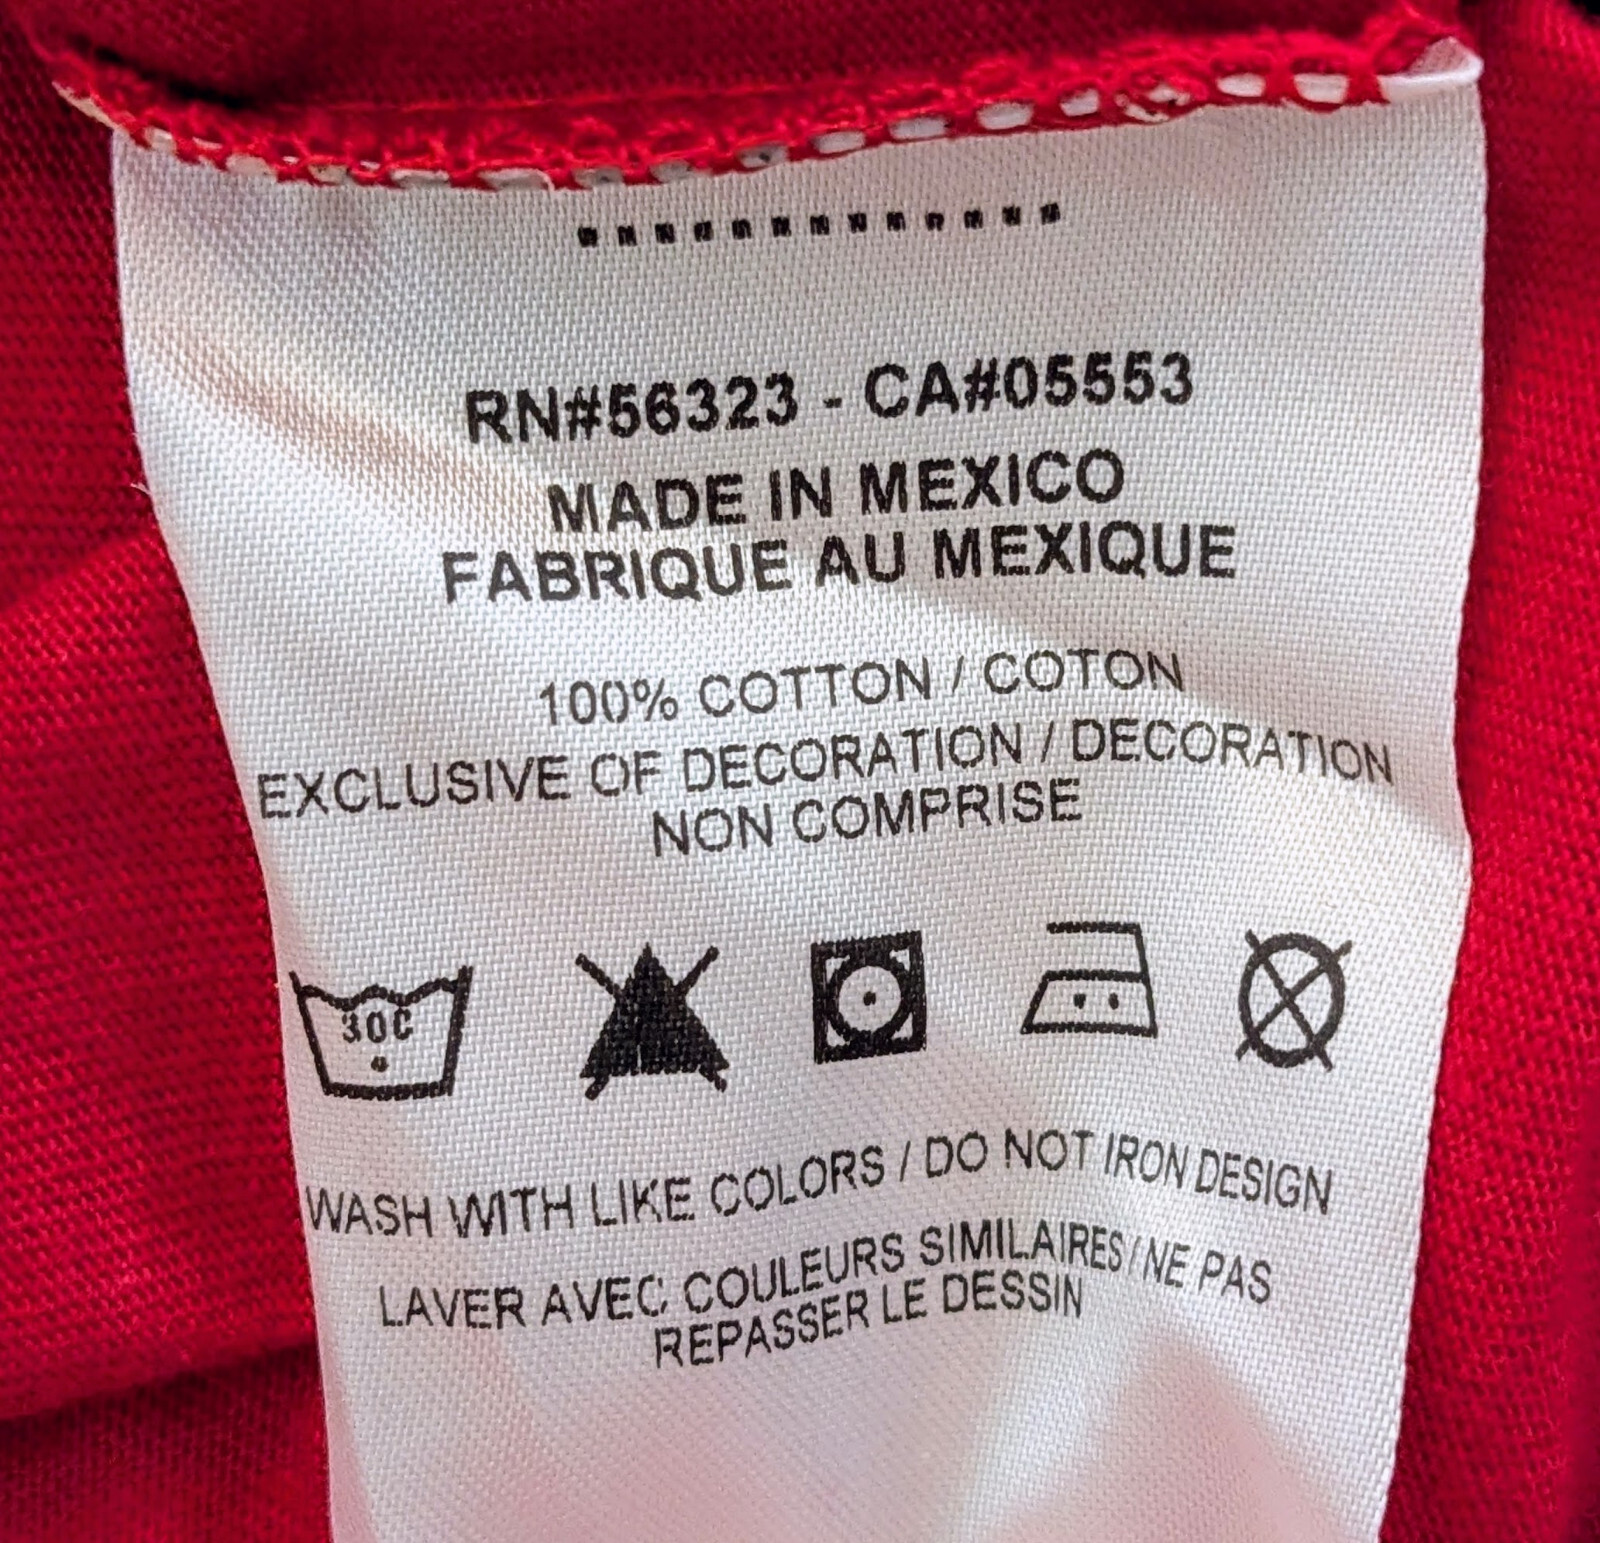 RN#56323 - CA#05553
MADE IN MEXICO
FABRIQUE AU MEXIQUE
100% COTTON / COTON
EXCLUSIVE OF DECORATION / DECORATION
NON COMPRISE
30C
WASH WITH LIKE COLORS / DO NOT IRON DESIGN
LAVER AVEC COULEURS SIMILAIRES / NE PAS
REPASSER LE DESSIN